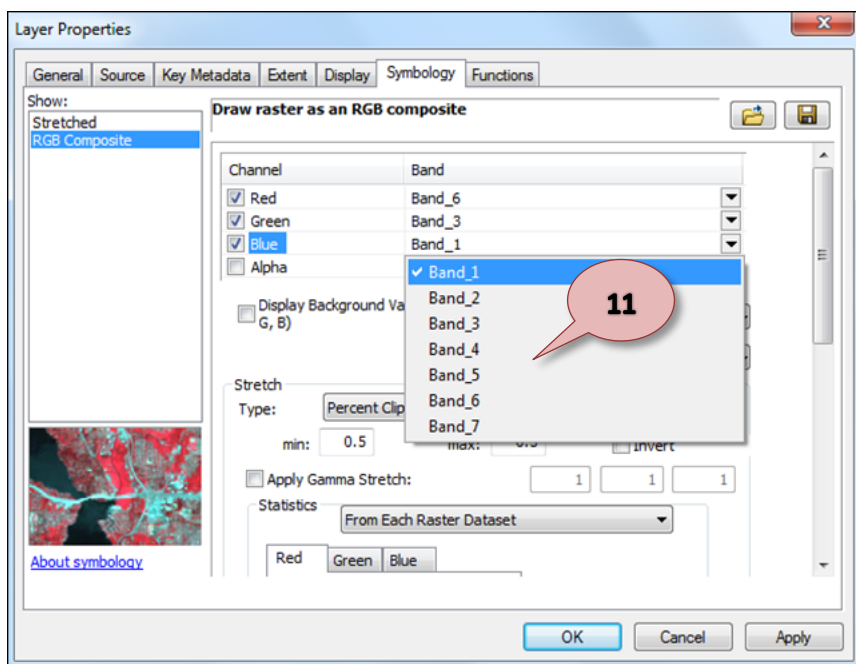 Layer Properties
General Source Key Metadata Extent Display Symbology Functions
Show:
Stretched
RGB Composite
Draw raster as an RGB composite
Channel Band
Red Band_6
Green Band_3
Blue Band_1
Alpha
Band_1
Band_2
Band_3
Band_4
Band_5
Band_6
Band_7
11
Display Background Va
G, B)
Stretch
Type: Percent Clip
min: 0.5 max: 0.5 Invert
Apply Gamma Stretch: 1 1 1
Statistics
From Each Raster Dataset
Red Green Blue
About symbology
OK Cancel Apply